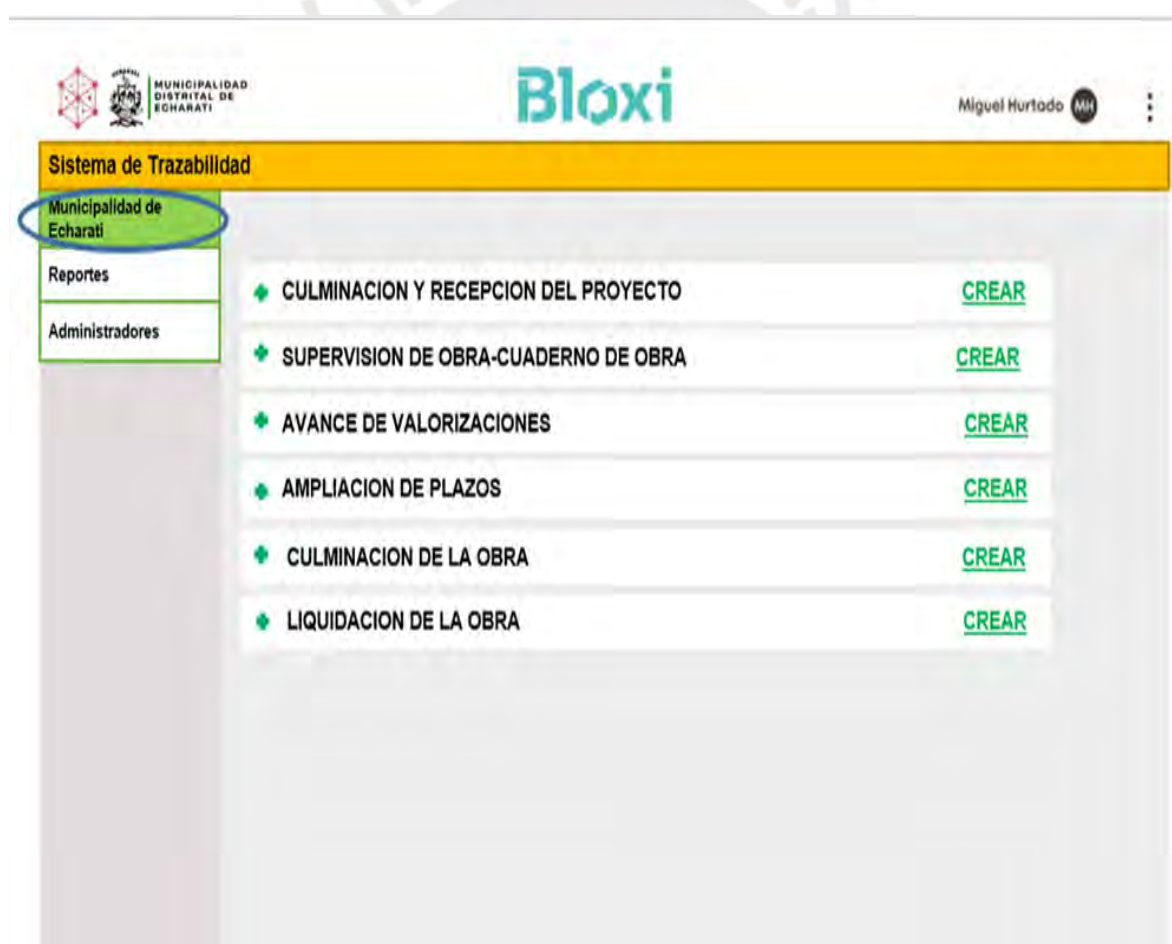 MUNICIPALIDAD
DISTRITAL DE
ECHARATI
Bloxi
Miguel Hurtado MH
Sistema de Trazabilidad
Municipalidad de
Echarati
Reportes
Administradores
CULMINACION Y RECEPCION DEL PROYECTO CREAR
SUPERVISION DE OBRA-CUADERNO DE OBRA CREAR
AVANCE DE VALORIZACIONES CREAR
AMPLIACION DE PLAZOS CREAR
CULMINACION DE LA OBRA CREAR
LIQUIDACION DE LA OBRA CREAR